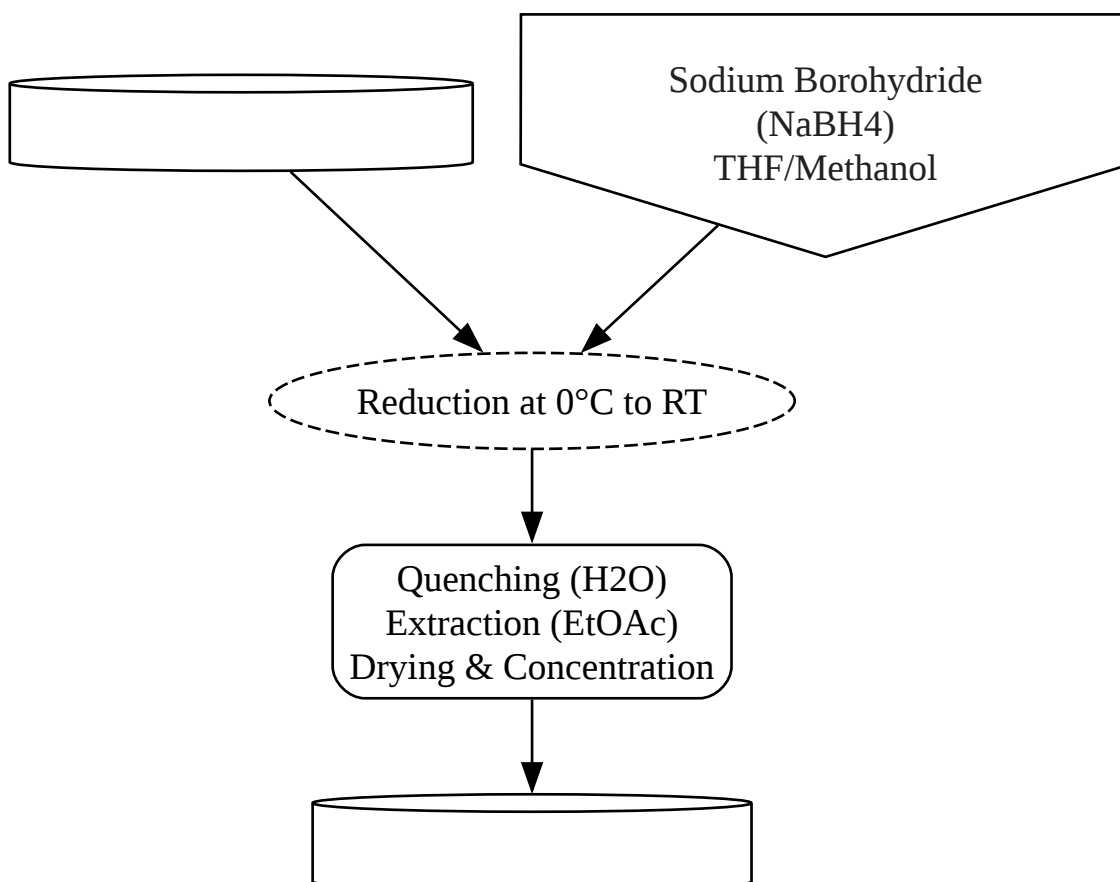 Sodium Borohydride
(NaBH4)
THF/Methanol
Reduction at 0°C to RT
Quenching (H2O)
Extraction (EtOAc)
Drying & Concentration